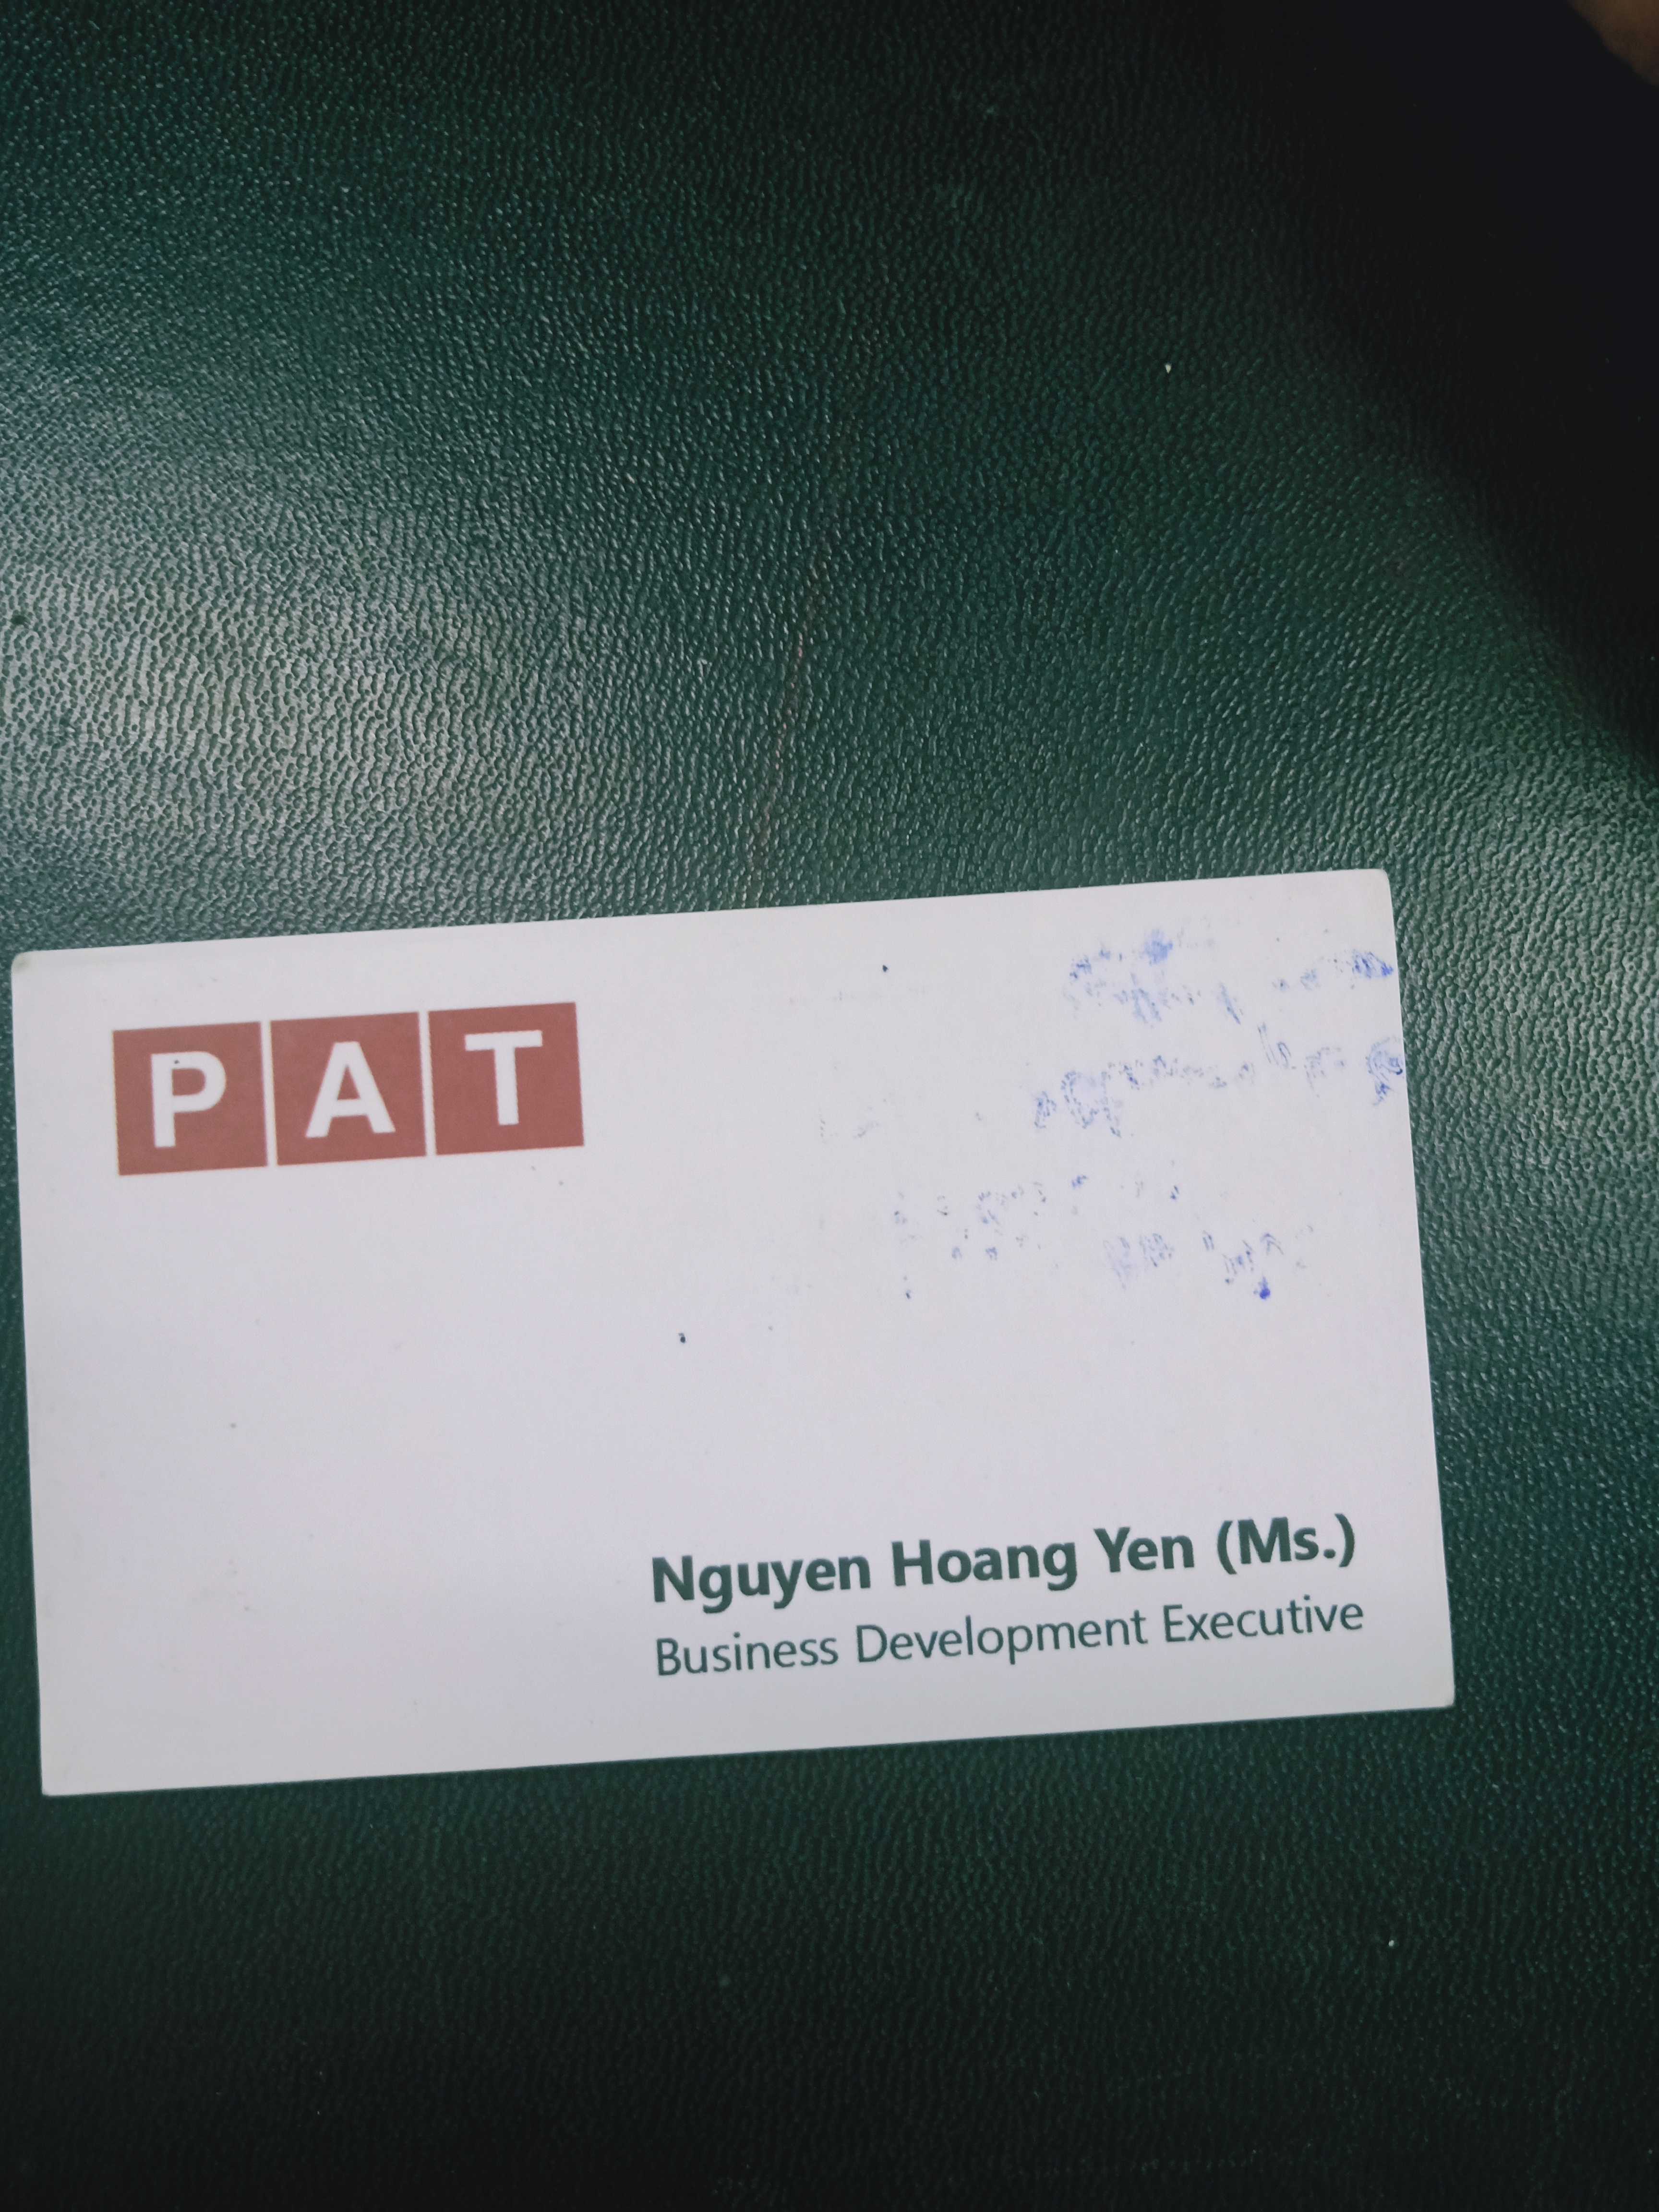 PAT
Nguyen Hoang Yen (Ms.)
Business Development Executive